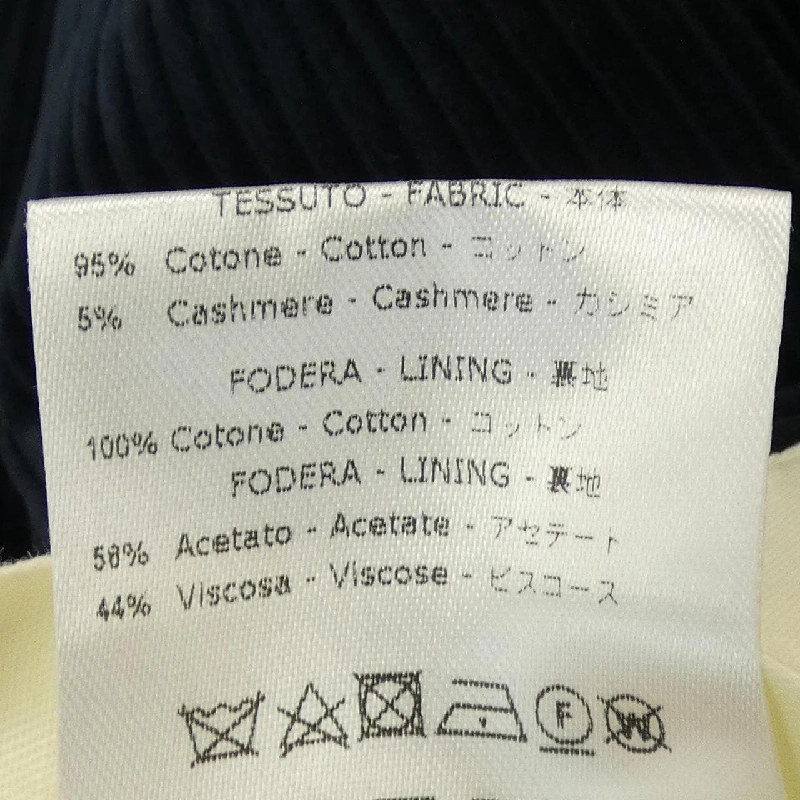 TESSUTO - FABRIC - 本体
95% Cotone - Cotton - コットン
5% Cashmere - Cashmere - カシミア
FODERA - LINING - 裏地
100% Cotone - Cotton - コットン
FODERA - LINING - 裏地
56% Acetato - Acetate - アセテート
44% Viscosa - Viscose - ビスコース
F W